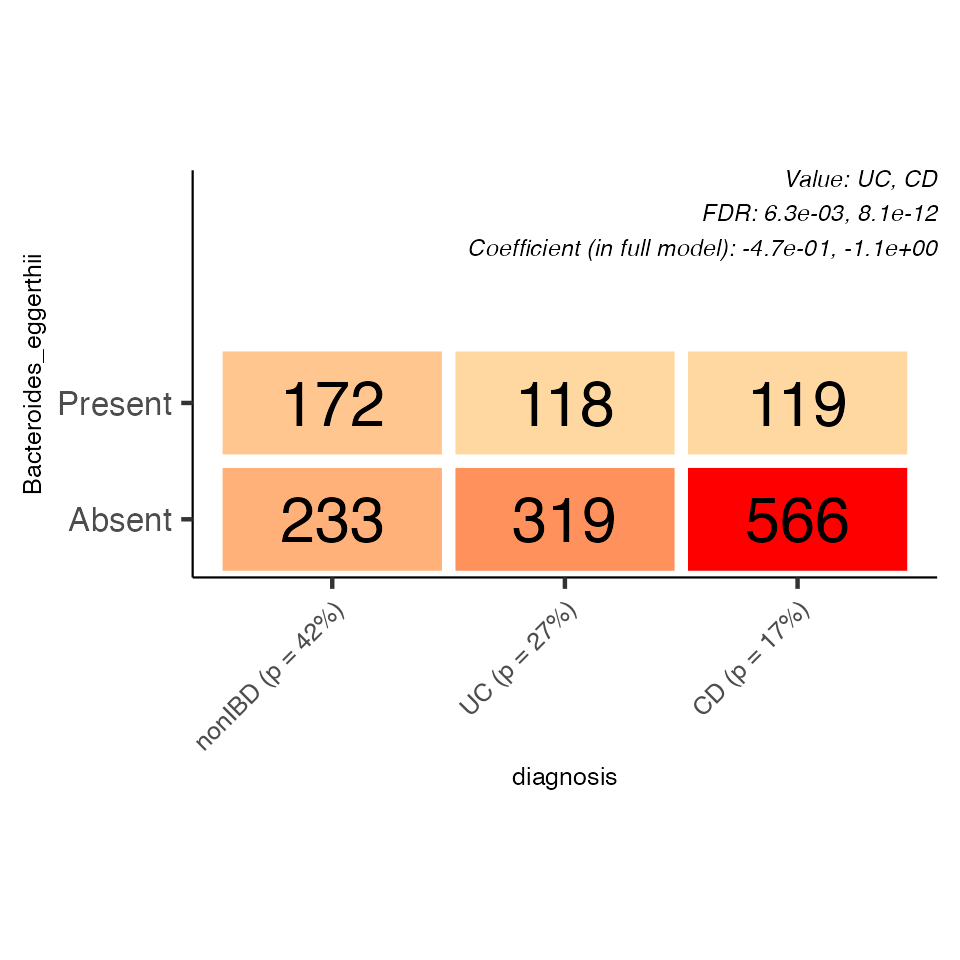 Value: UC, CD
FDR: 6.3e-03, 8.1e-12
Coefficient (in full model): -4.7e-01, -1.1e+00
Bacteroides_eggerthii
Present
172
118
119
Absent
233
319
566
nonIBD (p = 42%)
UC (p = 27%)
CD (p = 17%)
diagnosis